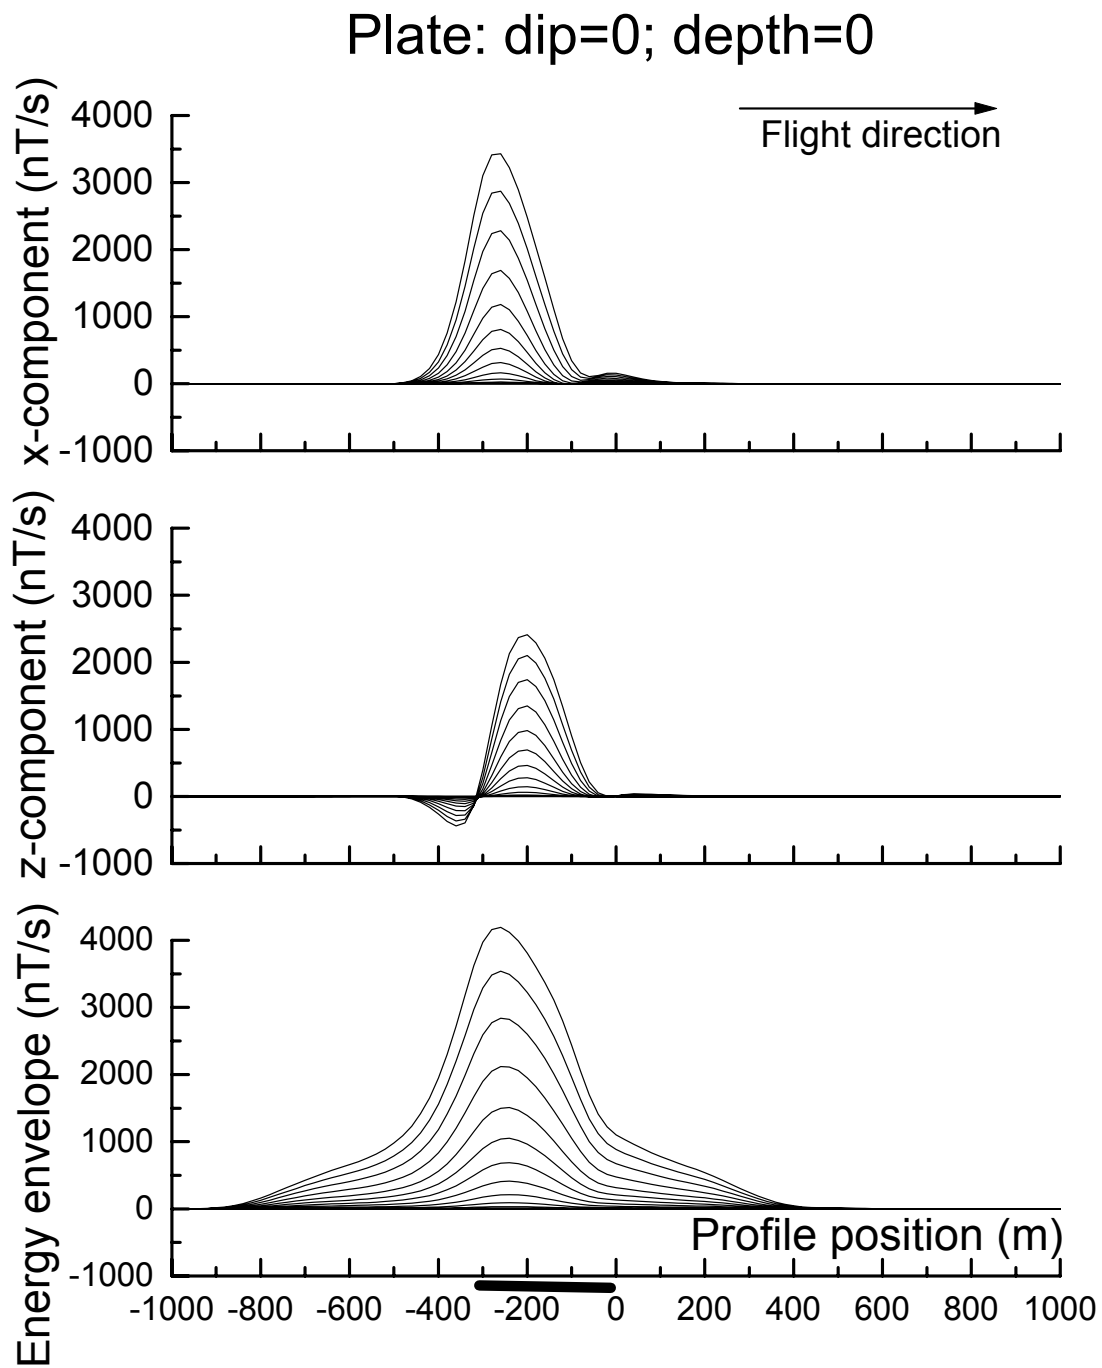 Plate: dip=0; depth=0
Flight direction
x-component (nT/s)
4000
3000
2000
1000
0
-1000
z-component (nT/s)
4000
3000
2000
1000
0
-1000
Energy envelope (nT/s)
4000
3000
2000
1000
0
-1000
Profile position (m)
-1000 -800 -600 -400 -200 0 200 400 600 800 1000